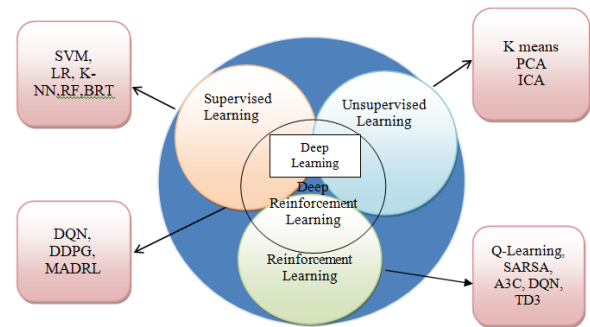 SVM,
LR, K-
NN,RF,BRT
K means
PCA
ICA
Supervised
Learning
Unsupervised
Learning
Deep
Learning
Deep
Reinforcement
Learning
Reinforcement
Learning
DQN,
DDPG,
MADRL
Q-Learning,
SARSA,
A3C, DQN,
TD3